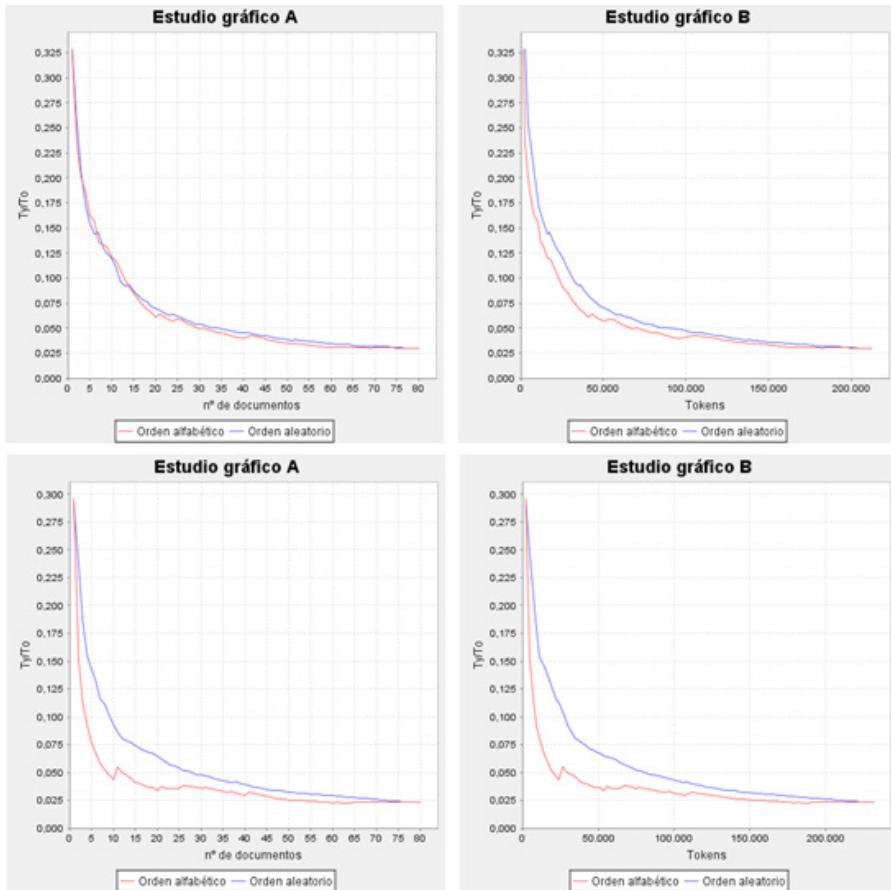 Estudio gráfico A
0,325
0,300
0,275
0,250
0,225
0,200
0,175
0,150
0,125
0,100
0,075
0,050
0,025
0,000
Ty/To
0 5 10 15 20 25 30 35 40 45 50 55 60 65 70 75 80
nº de documentos
Orden alfabético Orden aleatorio
Estudio gráfico B
0,325
0,300
0,275
0,250
0,225
0,200
0,175
0,150
0,125
0,100
0,075
0,050
0,025
0,000
Ty/To
0 50.000 100.000 150.000 200.000
Tokens
Orden alfabético Orden aleatorio
Estudio gráfico A
0,300
0,275
0,250
0,225
0,200
0,175
0,150
0,125
0,100
0,075
0,050
0,025
0,000
Ty/To
0 5 10 15 20 25 30 35 40 45 50 55 60 65 70 75 80
nº de documentos
Orden alfabético Orden aleatorio
Estudio gráfico B
0,300
0,275
0,250
0,225
0,200
0,175
0,150
0,125
0,100
0,075
0,050
0,025
0,000
Ty/To
0 50.000 100.000 150.000 200.000
Tokens
Orden alfabético Orden aleatorio